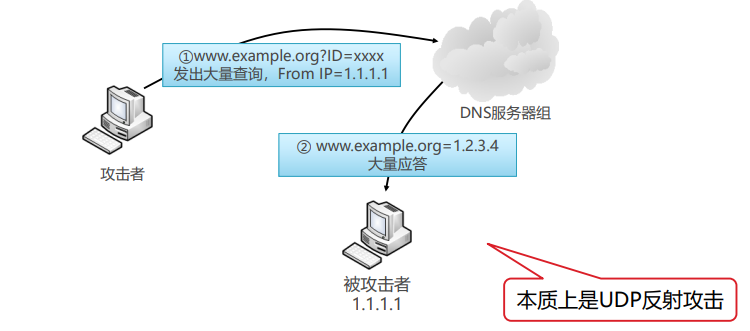 ①www.example.org?ID=xxxx
发出大量查询，From IP=1.1.1.1
DNS服务器组
② www.example.org=1.2.3.4
大量应答
攻击者
被攻击者
1.1.1.1
本质上是UDP反射攻击